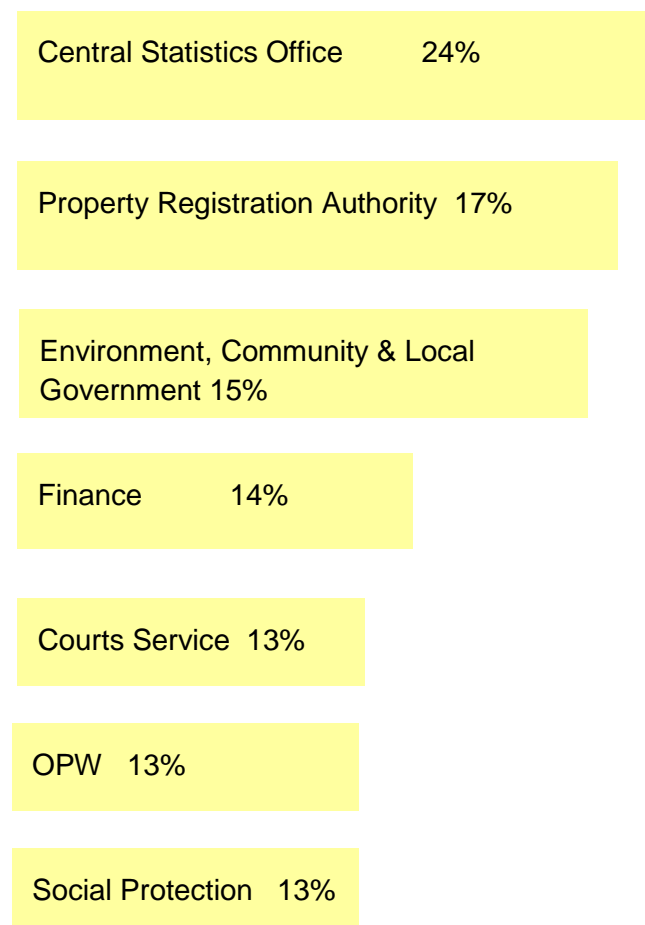 Central Statistics Office 24%
Property Registration Authority 17%
Environment, Community & Local
Government 15%
Finance 14%
Courts Service 13%
OPW 13%
Social Protection 13%